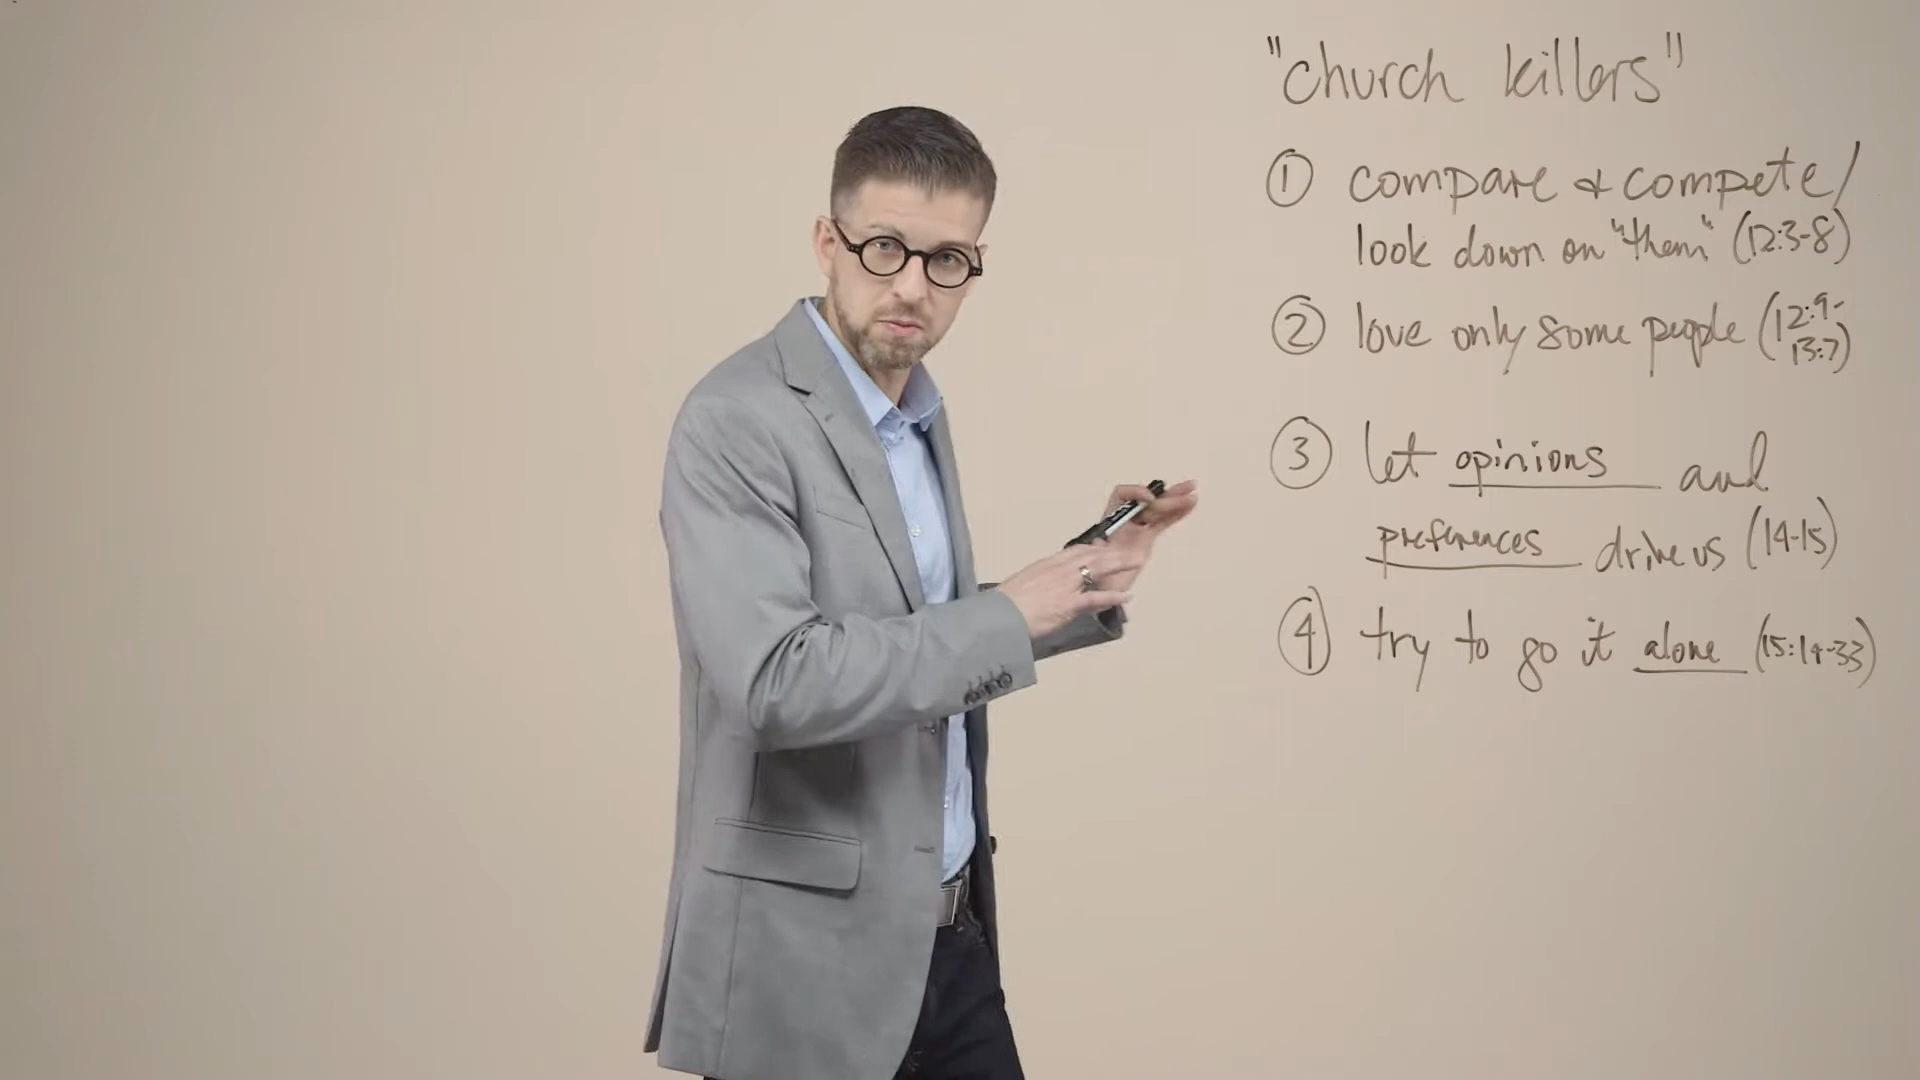 "church killers"
① compare & compete/
look down on "them" (12:3-8)
② love only some people (12:9-
13:7)
③ let opinions and
preferences drive us (14-15)
④ try to go it alone (15:14-33)